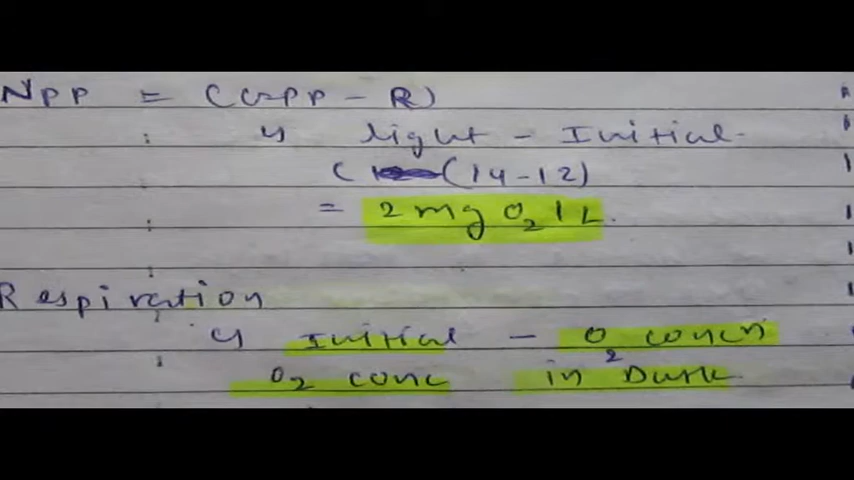 NPP = (GPP - R)
↳ light - Initial
( (14-12)
= 2 mg O2 / L.
Respiration
↳ Initial - O2 concn
O2 conc in Dark.